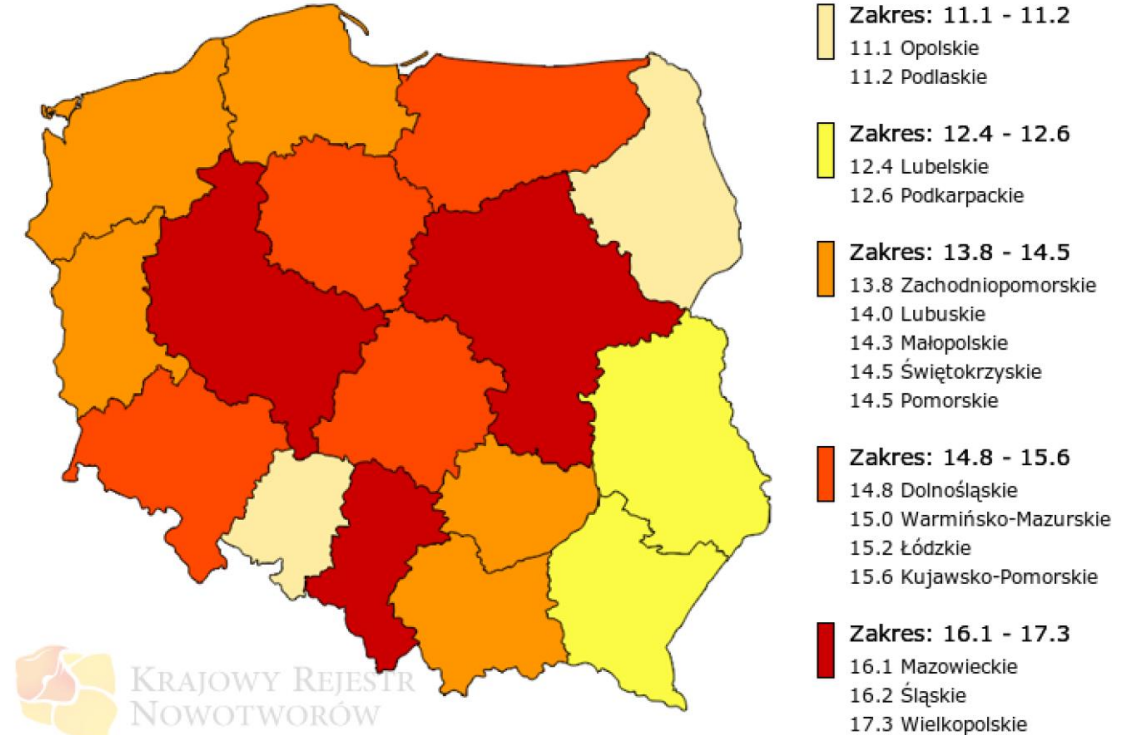 Zakres: 11.1 - 11.2
11.1 Opolskie
11.2 Podlaskie
Zakres: 12.4 - 12.6
12.4 Lubelskie
12.6 Podkarpackie
Zakres: 13.8 - 14.5
13.8 Zachodniopomorskie
14.0 Lubuskie
14.3 Małopolskie
14.5 Świętokrzyskie
14.5 Pomorskie
Zakres: 14.8 - 15.6
14.8 Dolnośląskie
15.0 Warmińsko-Mazurskie
15.2 Łódzkie
15.6 Kujawsko-Pomorskie
Zakres: 16.1 - 17.3
16.1 Mazowieckie
16.2 Śląskie
17.3 Wielkopolskie
KRAJOWY REJESTR
NOWOTWORÓW